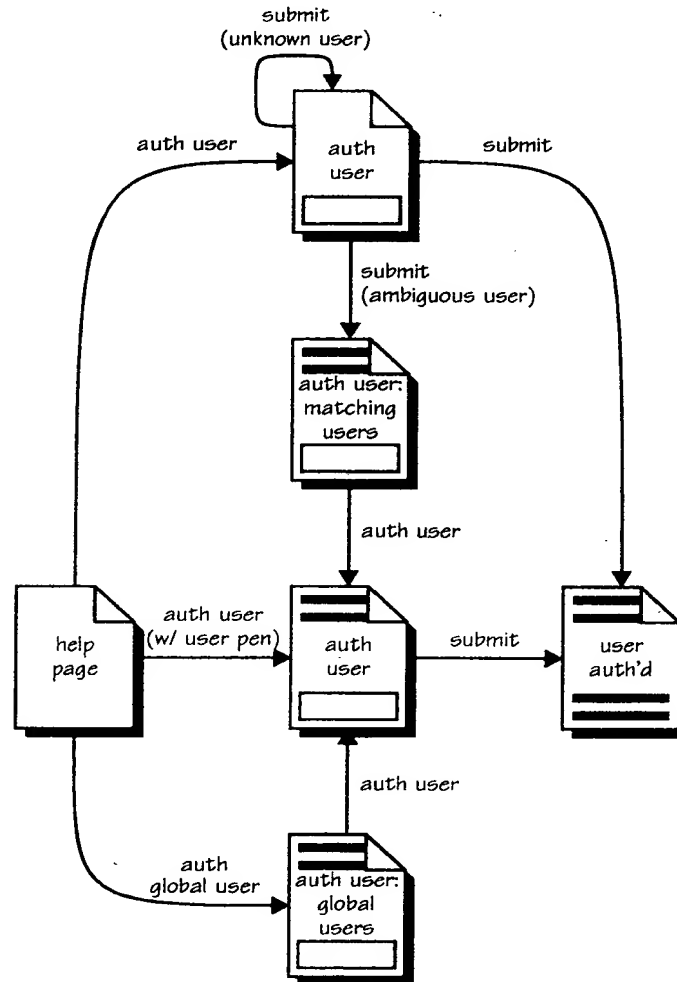 submit
(unknown user)
auth user
auth
user
submit
submit
(ambiguous user)
auth user:
matching
users
auth user
help
page
auth user
(w/ user pen)
auth
user
submit
user
auth'd
auth user
auth
global user
auth user:
global
users